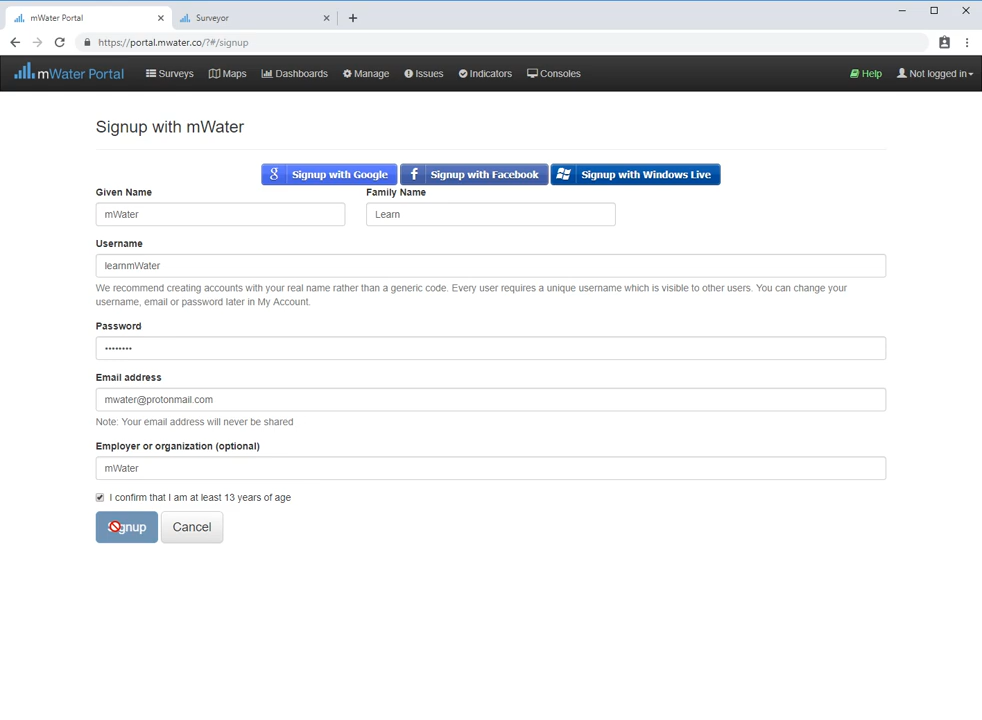 mWater Portal
Surveyor
https://portal.mwater.co/?#/signup
mWater Portal
Surveys
Maps
Dashboards
Manage
Issues
Indicators
Consoles
Help
Not logged in
Signup with mWater
Signup with Google
Signup with Facebook
Signup with Windows Live
Given Name
Family Name
mWater
Learn
Username
learnmWater
We recommend creating accounts with your real name rather than a generic code. Every user requires a unique username which is visible to other users. You can change your
username, email or password later in My Account.
Password
••••••••
Email address
mwater@protonmail.com
Note: Your email address will never be shared
Employer or organization (optional)
mWater
I confirm that I am at least 13 years of age
Signup
Cancel